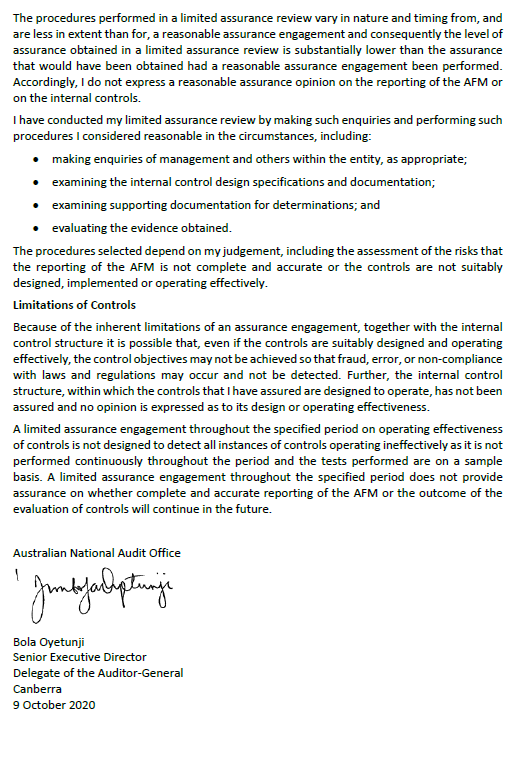 The procedures performed in a limited assurance review vary in nature and timing from, and
are less in extent than for, a reasonable assurance engagement and consequently the level of
assurance obtained in a limited assurance review is substantially lower than the assurance
that would have been obtained had a reasonable assurance engagement been performed.
Accordingly, I do not express a reasonable assurance opinion on the reporting of the AFM or
on the internal controls.
I have conducted my limited assurance review by making such enquiries and performing such
procedures I considered reasonable in the circumstances, including:
• making enquiries of management and others within the entity, as appropriate;
• examining the internal control design specifications and documentation;
• examining supporting documentation for determinations; and
• evaluating the evidence obtained.
The procedures selected depend on my judgement, including the assessment of the risks that
the reporting of the AFM is not complete and accurate or the controls are not suitably
designed, implemented or operating effectively.
Limitations of Controls
Because of the inherent limitations of an assurance engagement, together with the internal
control structure it is possible that, even if the controls are suitably designed and operating
effectively, the control objectives may not be achieved so that fraud, error, or non-compliance
with laws and regulations may occur and not be detected. Further, the internal control
structure, within which the controls that I have assured are designed to operate, has not been
assured and no opinion is expressed as to its design or operating effectiveness.
A limited assurance engagement throughout the specified period on operating effectiveness
of controls is not designed to detect all instances of controls operating ineffectively as it is not
performed continuously throughout the period and the tests performed are on a sample
basis. A limited assurance engagement throughout the specified period does not provide
assurance on whether complete and accurate reporting of the AFM or the outcome of the
evaluation of controls will continue in the future.
Australian National Audit Office
Bola Oyetunji
Senior Executive Director
Delegate of the Auditor-General
Canberra
9 October 2020